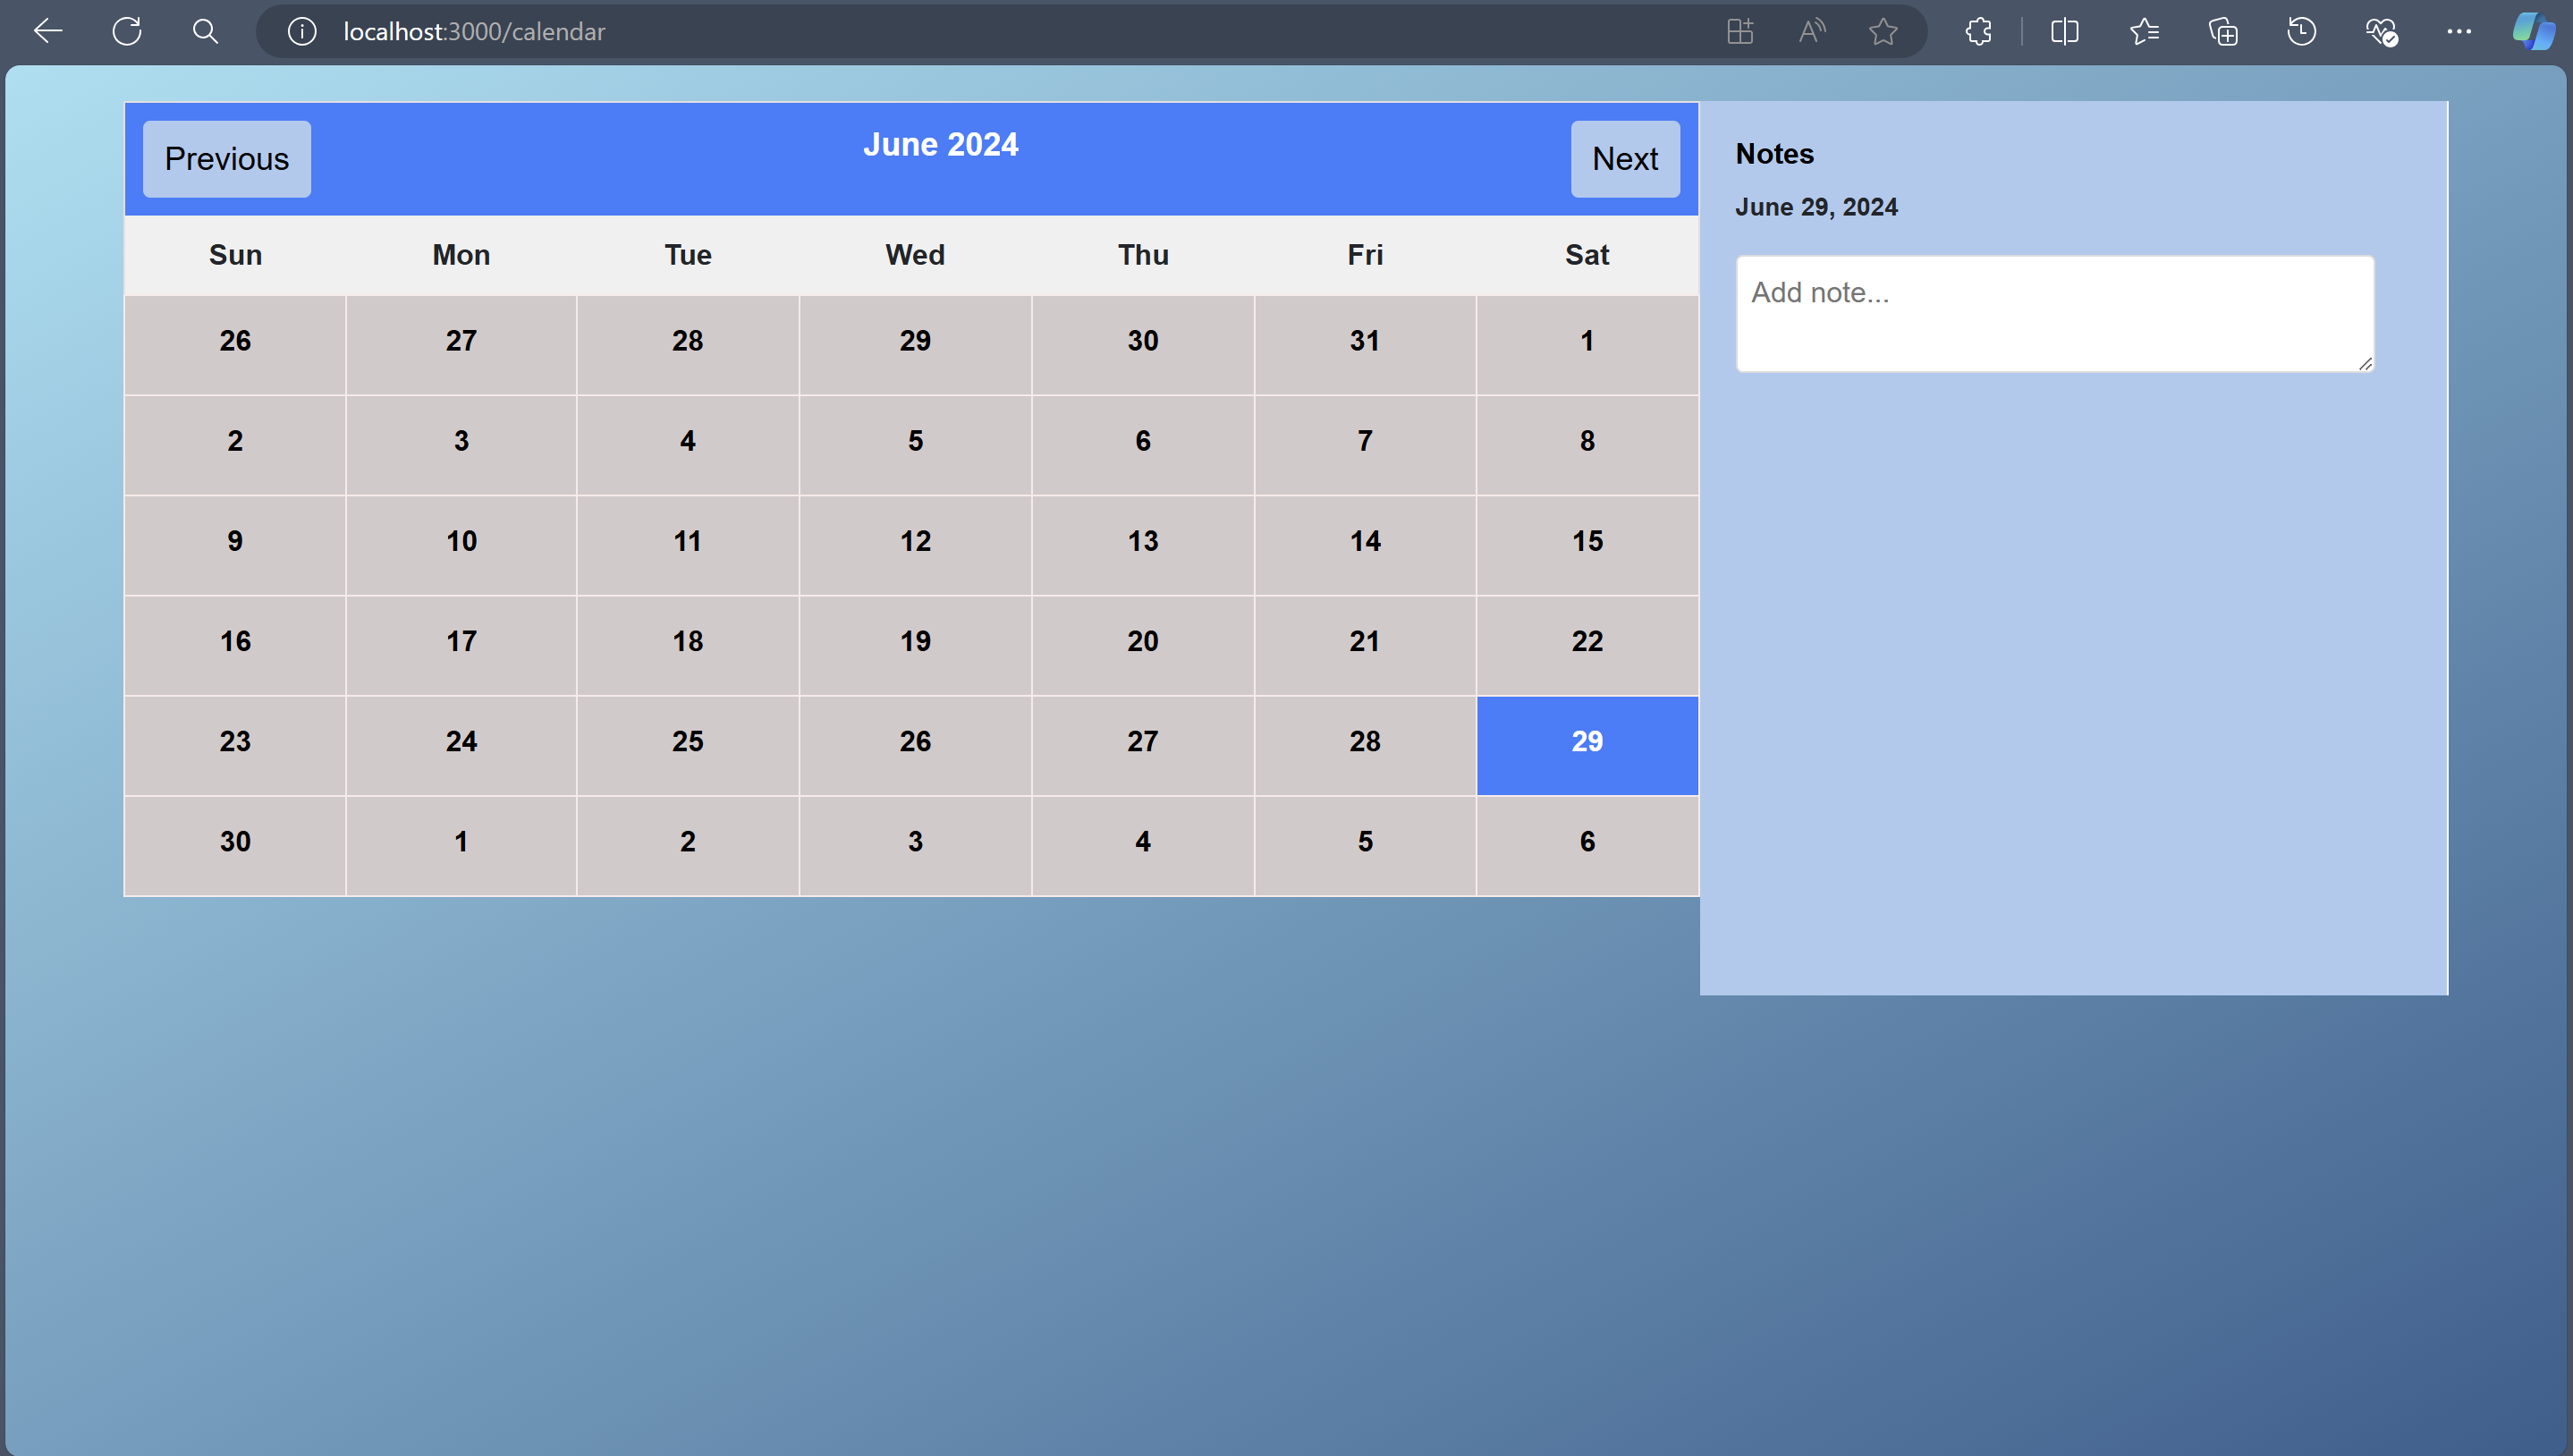 localhost:3000/calendar
Previous June 2024 Next
Sun Mon Tue Wed Thu Fri Sat
26 27 28 29 30 31 1
2 3 4 5 6 7 8
9 10 11 12 13 14 15
16 17 18 19 20 21 22
23 24 25 26 27 28 29
30 1 2 3 4 5 6
Notes
June 29, 2024
Add note...